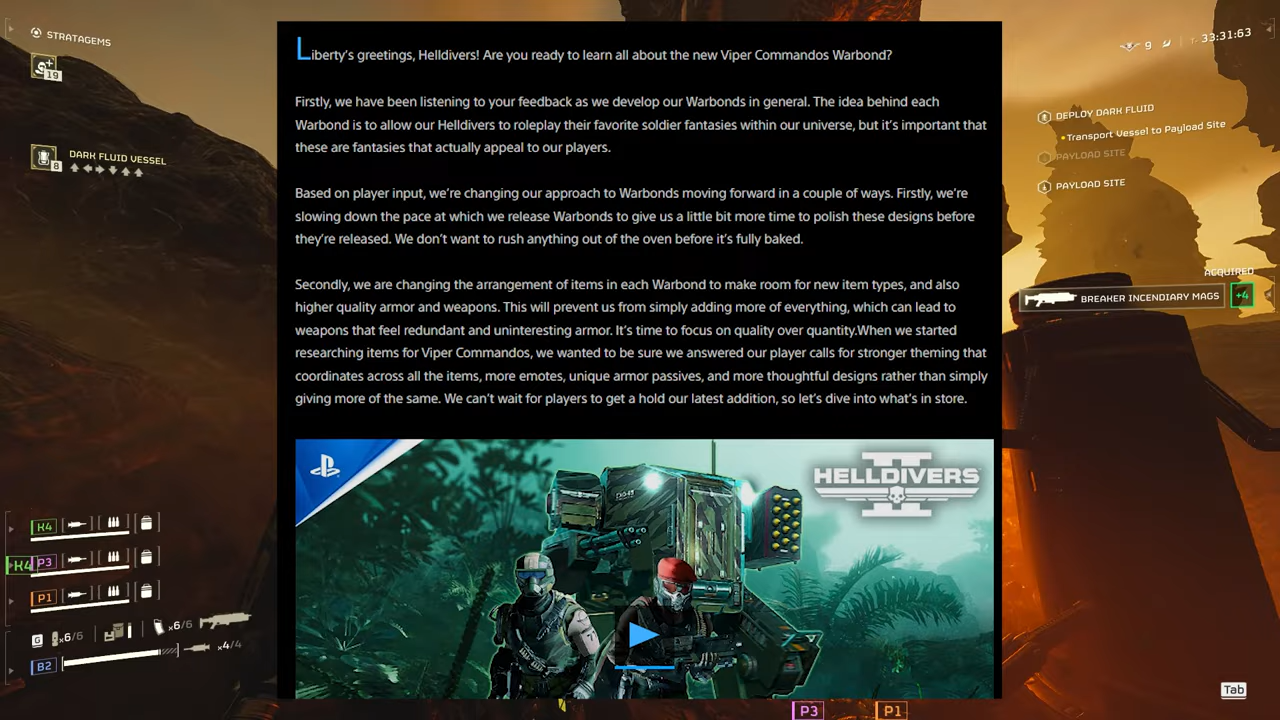 STRATAGEMS
19
DARK FLUID VESSEL
8
Liberty's greetings, Helldivers! Are you ready to learn all about the new Viper Commandos Warbond?
Firstly, we have been listening to your feedback as we develop our Warbonds in general. The idea behind each
Warbond is to allow our Helldivers to roleplay their favorite soldier fantasies within our universe, but it's important that
these are fantasies that actually appeal to our players.
Based on player input, we're changing our approach to Warbonds moving forward in a couple of ways. Firstly, we're
slowing down the pace at which we release Warbonds to give us a little bit more time to polish these designs before
they're released. We don't want to rush anything out of the oven before it's fully baked.
Secondly, we are changing the arrangement of items in each Warbond to make room for new item types, and also
higher quality armor and weapons. This will prevent us from simply adding more of everything, which can lead to
weapons that feel redundant and uninteresting armor. It's time to focus on quality over quantity.When we started
researching items for Viper Commandos, we wanted to be sure we answered our player calls for stronger theming that
coordinates across all the items, more emotes, unique armor passives, and more thoughtful designs rather than simply
giving more of the same. We can't wait for players to get a hold our latest addition, so let's dive into what's in store.
HELLDIVERS
II
9
T- 33:31:63
DEPLOY DARK FLUID
Transport Vessel to Payload Site
PAYLOAD SITE
PAYLOAD SITE
ACQUIRED
BREAKER INCENDIARY MAGS
+4
K4
K4
P3
P1
G
x6/6
x6/6
x4/4
B2
P3
P1
Tab